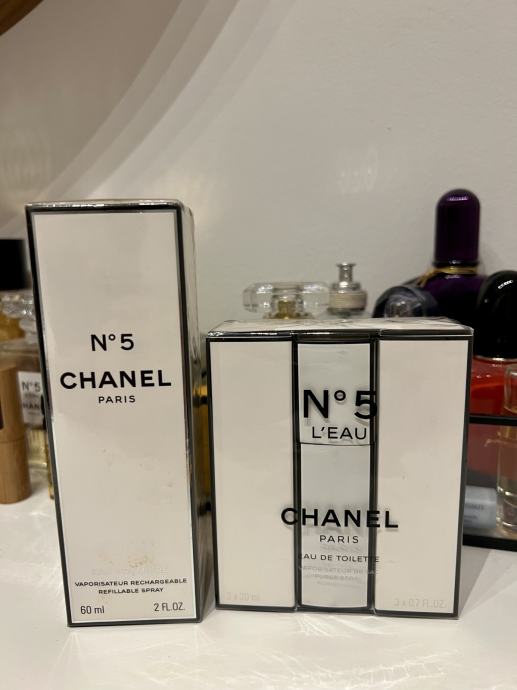 N°5
CHANEL
PARIS
VAPORISATEUR RECHARGEABLE
REFILLABLE SPRAY
60 ml 2 FL.OZ.
N°5
L'EAU
CHANEL
PARIS
EAU DE TOILETTE
3 x 20 ml 3 x 0.7 FL.OZ.
N°5